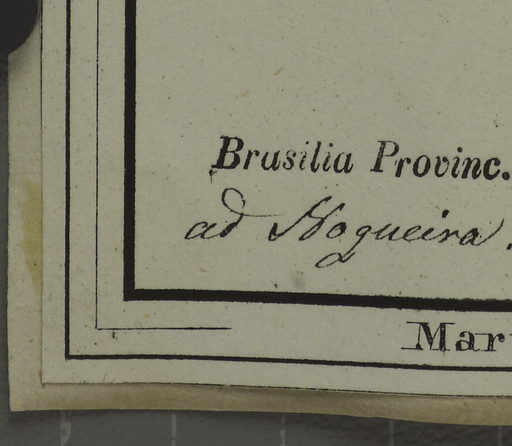 Brasilia Provinc.
ad Nogueira.
Mar